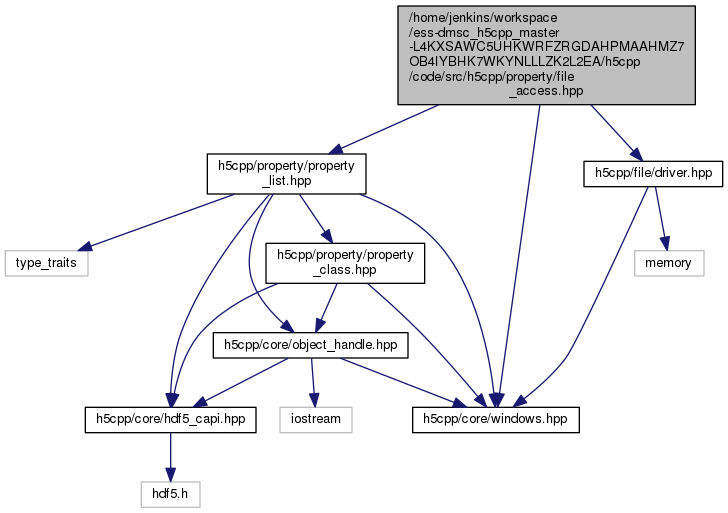 /home/jenkins/workspace
/ess-dmsc_h5cpp_master
-L4KXSAWC5UHKWRFZRGDAHPMAAHMZ7
OB4IYBHK7WKYNLLLZK2L2EA/h5cpp
/code/src/h5cpp/property/file
_access.hpp
h5cpp/property/property
_list.hpp
h5cpp/file/driver.hpp
type_traits
h5cpp/property/property
_class.hpp
memory
h5cpp/core/object_handle.hpp
h5cpp/core/hdf5_capi.hpp
iostream
h5cpp/core/windows.hpp
hdf5.h